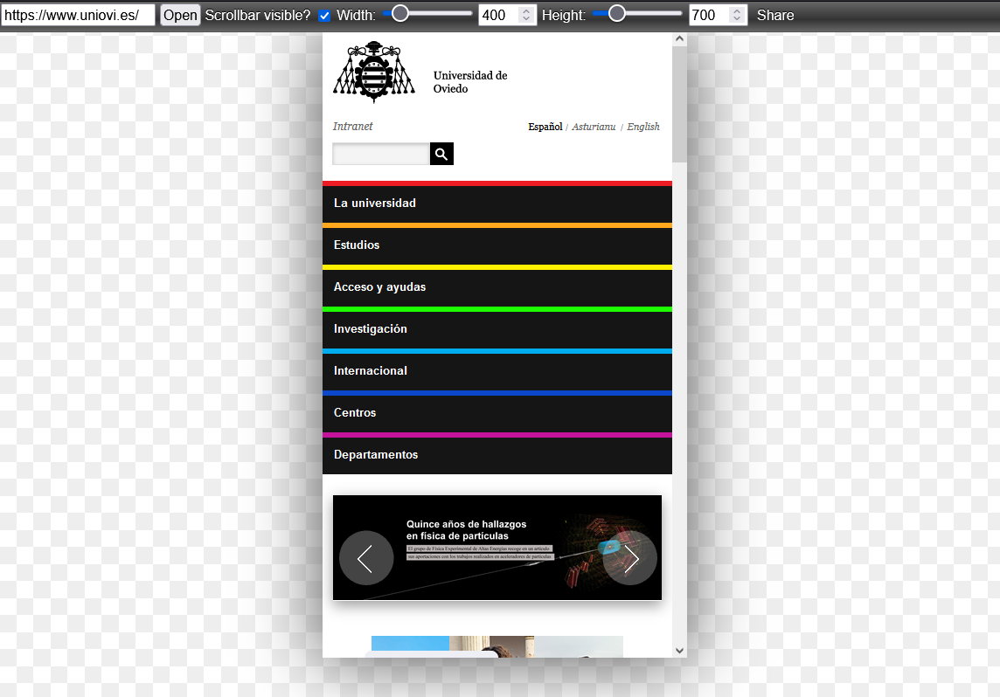 https://www.uniovi.es/ Open Scrollbar visible? Width: 400 Height: 700 Share
Universidad de
Oviedo
Intranet
Español / Asturianu / English
La universidad
Estudios
Acceso y ayudas
Investigación
Internacional
Centros
Departamentos
Quince años de hallazgos
en física de partículas
El grupo de Física Experimental de Altas Energías recoge en un artículo
sus aportaciones con los trabajos realizados en aceleradores de partículas